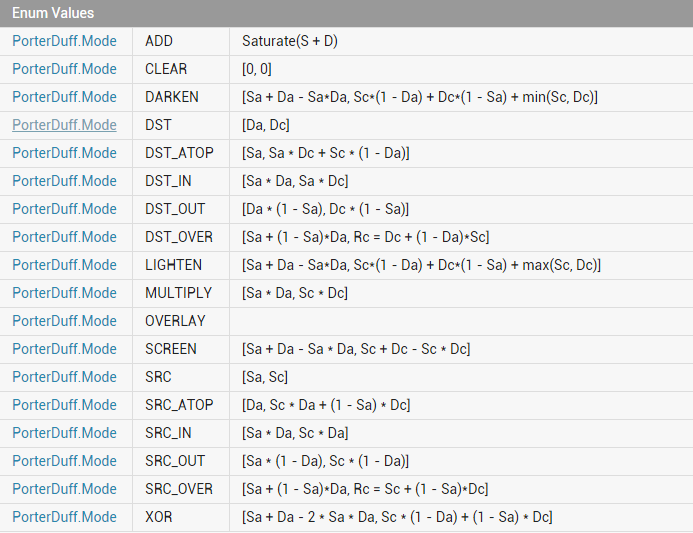 Enum Values
PorterDuff.Mode ADD Saturate(S + D)
PorterDuff.Mode CLEAR [0, 0]
PorterDuff.Mode DARKEN [Sa + Da - Sa*Da, Sc*(1 - Da) + Dc*(1 - Sa) + min(Sc, Dc)]
PorterDuff.Mode DST [Da, Dc]
PorterDuff.Mode DST_ATOP [Sa, Sa * Dc + Sc * (1 - Da)]
PorterDuff.Mode DST_IN [Sa * Da, Sa * Dc]
PorterDuff.Mode DST_OUT [Da * (1 - Sa), Dc * (1 - Sa)]
PorterDuff.Mode DST_OVER [Sa + (1 - Sa)*Da, Rc = Dc + (1 - Da)*Sc]
PorterDuff.Mode LIGHTEN [Sa + Da - Sa*Da, Sc*(1 - Da) + Dc*(1 - Sa) + max(Sc, Dc)]
PorterDuff.Mode MULTIPLY [Sa * Da, Sc * Dc]
PorterDuff.Mode OVERLAY
PorterDuff.Mode SCREEN [Sa + Da - Sa * Da, Sc + Dc - Sc * Dc]
PorterDuff.Mode SRC [Sa, Sc]
PorterDuff.Mode SRC_ATOP [Da, Sc * Da + (1 - Sa) * Dc]
PorterDuff.Mode SRC_IN [Sa * Da, Sc * Da]
PorterDuff.Mode SRC_OUT [Sa * (1 - Da), Sc * (1 - Da)]
PorterDuff.Mode SRC_OVER [Sa + (1 - Sa)*Da, Rc = Sc + (1 - Sa)*Dc]
PorterDuff.Mode XOR [Sa + Da - 2 * Sa * Da, Sc * (1 - Da) + (1 - Sa) * Dc]